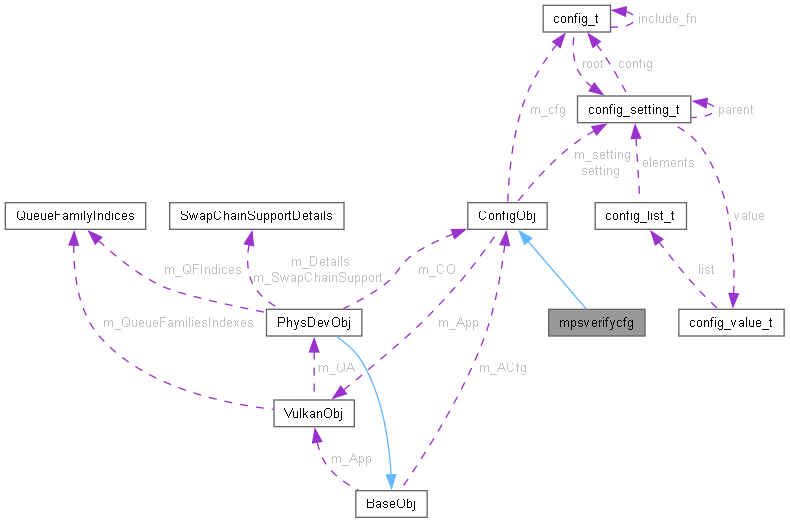 config_t
include_fn
root
config
m_cfg
config_setting_t
parent
m_setting
setting
elements
QueueFamilyIndices
SwapChainSupportDetails
ConfigObj
config_list_t
value
m_QFIndices
m_Details
m_SwapChainSupport
m_CO
list
m_QueueFamiliesIndexes
PhysDevObj
m_App
mpsverifycfg
config_value_t
m_QA
m_ACfg
VulkanObj
m_App
BaseObj